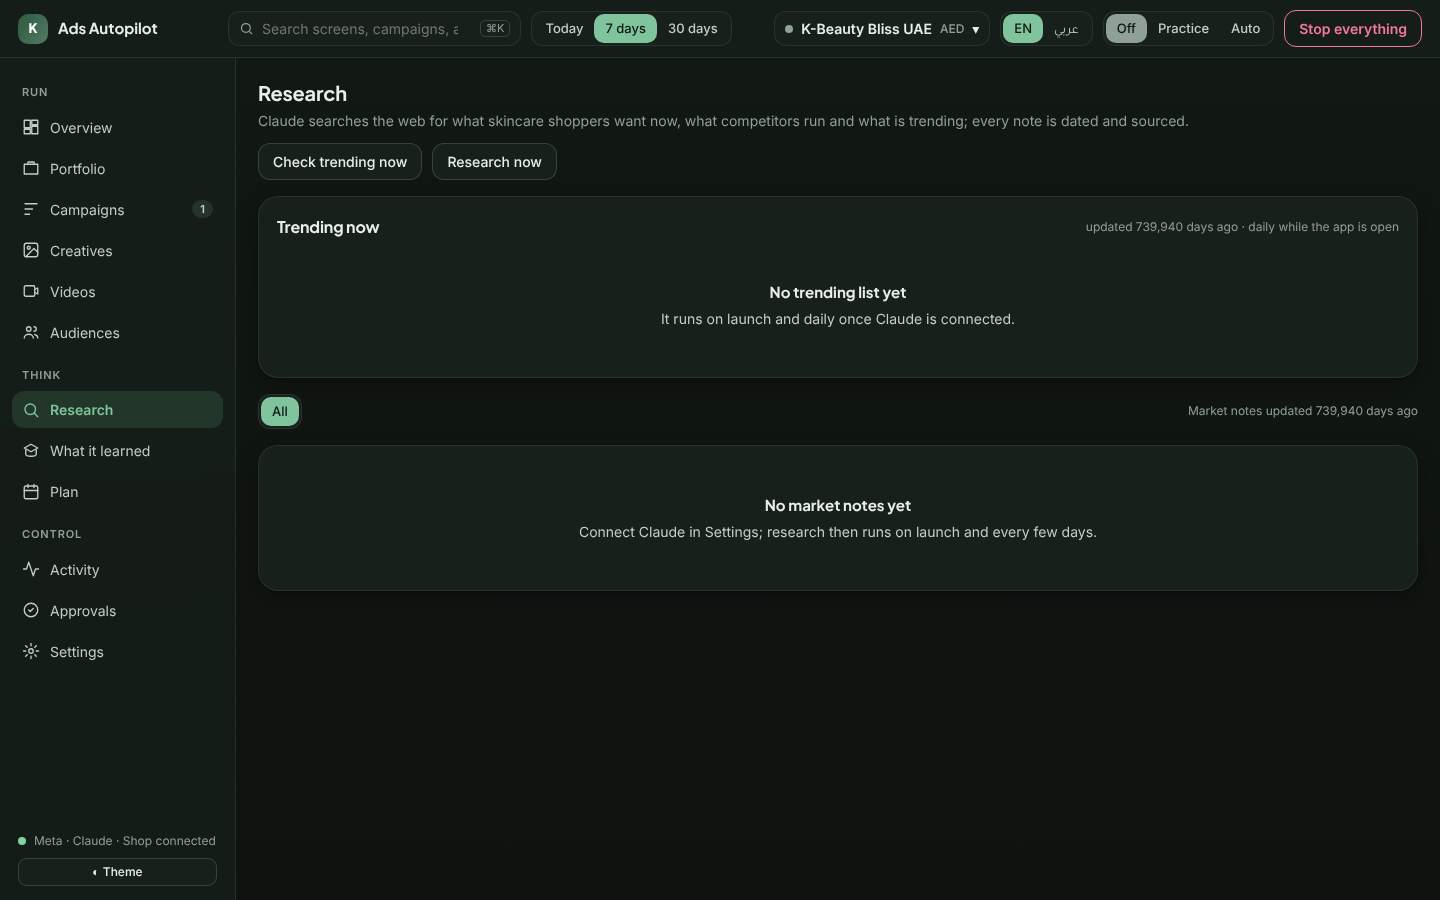 K Ads Autopilot
Search screens, campaigns, a ⌘K
Today 7 days 30 days
K-Beauty Bliss UAE AED ▾
EN عربي
Off Practice Auto
Stop everything
RUN
Overview
Portfolio
Campaigns 1
Creatives
Videos
Audiences
THINK
Research
What it learned
Plan
CONTROL
Activity
Approvals
Settings
Meta · Claude · Shop connected
Theme
Research
Claude searches the web for what skincare shoppers want now, what competitors run and what is trending; every note is dated and sourced.
Check trending now Research now
Trending now updated 739,940 days ago · daily while the app is open
No trending list yet
It runs on launch and daily once Claude is connected.
All Market notes updated 739,940 days ago
No market notes yet
Connect Claude in Settings; research then runs on launch and every few days.